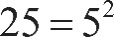 25 = 5²